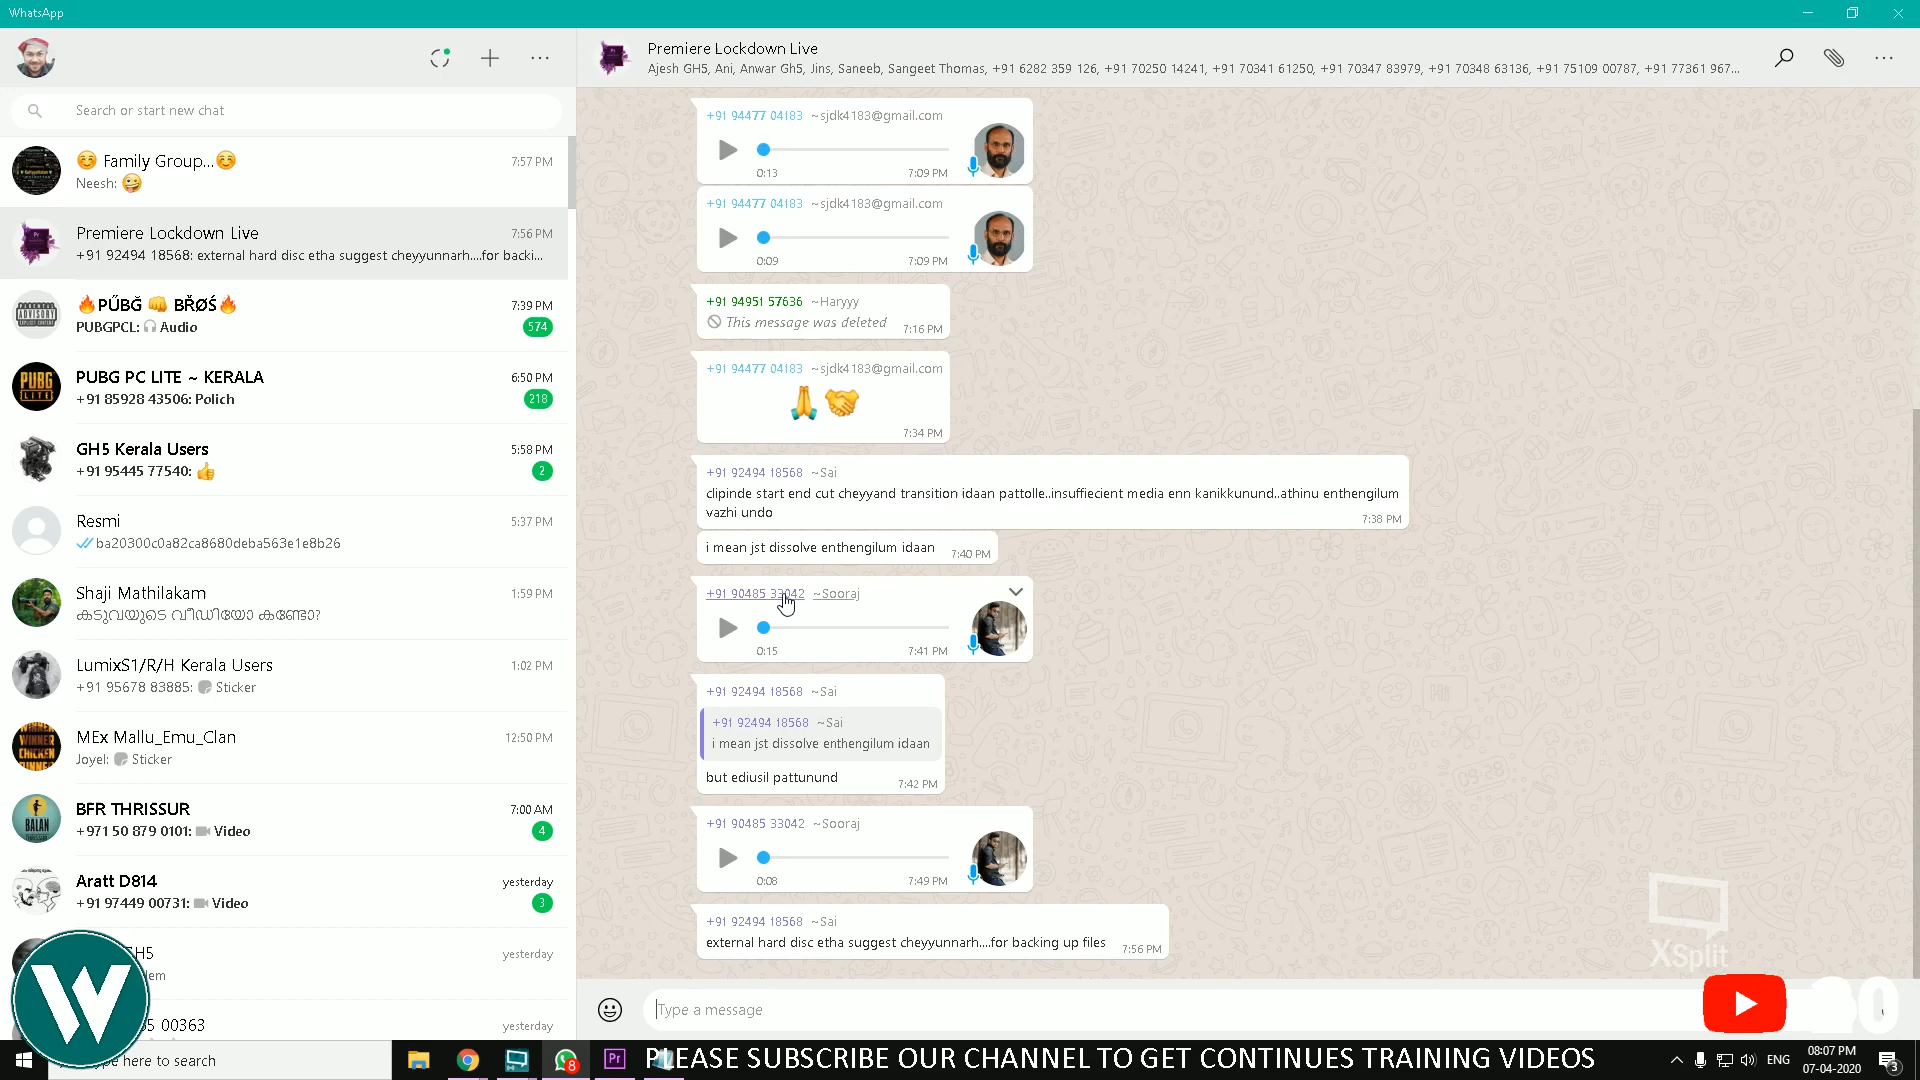 WhatsApp
Search or start new chat
😊 Family Group...😊
7:57 PM
Neesh: 🤪
Premiere Lockdown Live
7:56 PM
+91 92494 18568: external hard disc etha suggest cheyyunnarh....for backi...
🔥PŰBĞ 👊 BŘØŚ🔥
7:39 PM
PUBGPCL: 🎧 Audio
574
PUBG PC LITE ~ KERALA
6:50 PM
+91 85928 43506: Polich
218
GH5 Kerala Users
5:58 PM
+91 95445 77540: 👍
2
Resmi
5:37 PM
ba20300c0a82ca8680deba563e1e8b26
Shaji Mathilakam
1:59 PM
കടുവയുടെ വീഡിയോ കണ്ടോ?
LumixS1/R/H Kerala Users
1:02 PM
+91 95678 83885: Sticker
MEx Mallu_Emu_Clan
12:50 PM
Joyel: Sticker
BFR THRISSUR
7:00 AM
+971 50 879 0101: Video
4
Aratt D814
yesterday
+91 97449 00731: Video
3
yesterday
00363
yesterday
Premiere Lockdown Live
Ajesh GH5, Ani, Anwar Gh5, Jins, Saneeb, Sangeet Thomas, +91 6282 359 126, +91 70250 14241, +91 70341 61250, +91 70347 83979, +91 70348 63136, +91 75109 00787, +91 77361 967...
+91 94477 04183 ~sjdk4183@gmail.com
0:13
7:09 PM
+91 94477 04183 ~sjdk4183@gmail.com
0:09
7:09 PM
+91 94951 57636 ~Haryyy
This message was deleted
7:16 PM
+91 94477 04183 ~sjdk4183@gmail.com
🙏🤝
7:34 PM
+91 92494 18568 ~Sai
clipinde start end cut cheyyand transition idaan pattolle..insuffiecient media enn kanikkunund..athinu enthengilum
vazhi undo
7:38 PM
i mean jst dissolve enthengilum idaan
7:40 PM
+91 90485 33042 ~Sooraj
0:15
7:41 PM
+91 92494 18568 ~Sai
+91 92494 18568 ~Sai
i mean jst dissolve enthengilum idaan
but ediusil pattunund
7:42 PM
+91 90485 33042 ~Sooraj
0:08
7:49 PM
+91 92494 18568 ~Sai
external hard disc etha suggest cheyyunnarh....for backing up files
7:56 PM
XSplit
Type a message
W
here to search
8
Pr
PLEASE SUBSCRIBE OUR CHANNEL TO GET CONTINUES TRAINING VIDEOS
ENG
08:07 PM
07-04-2020
3